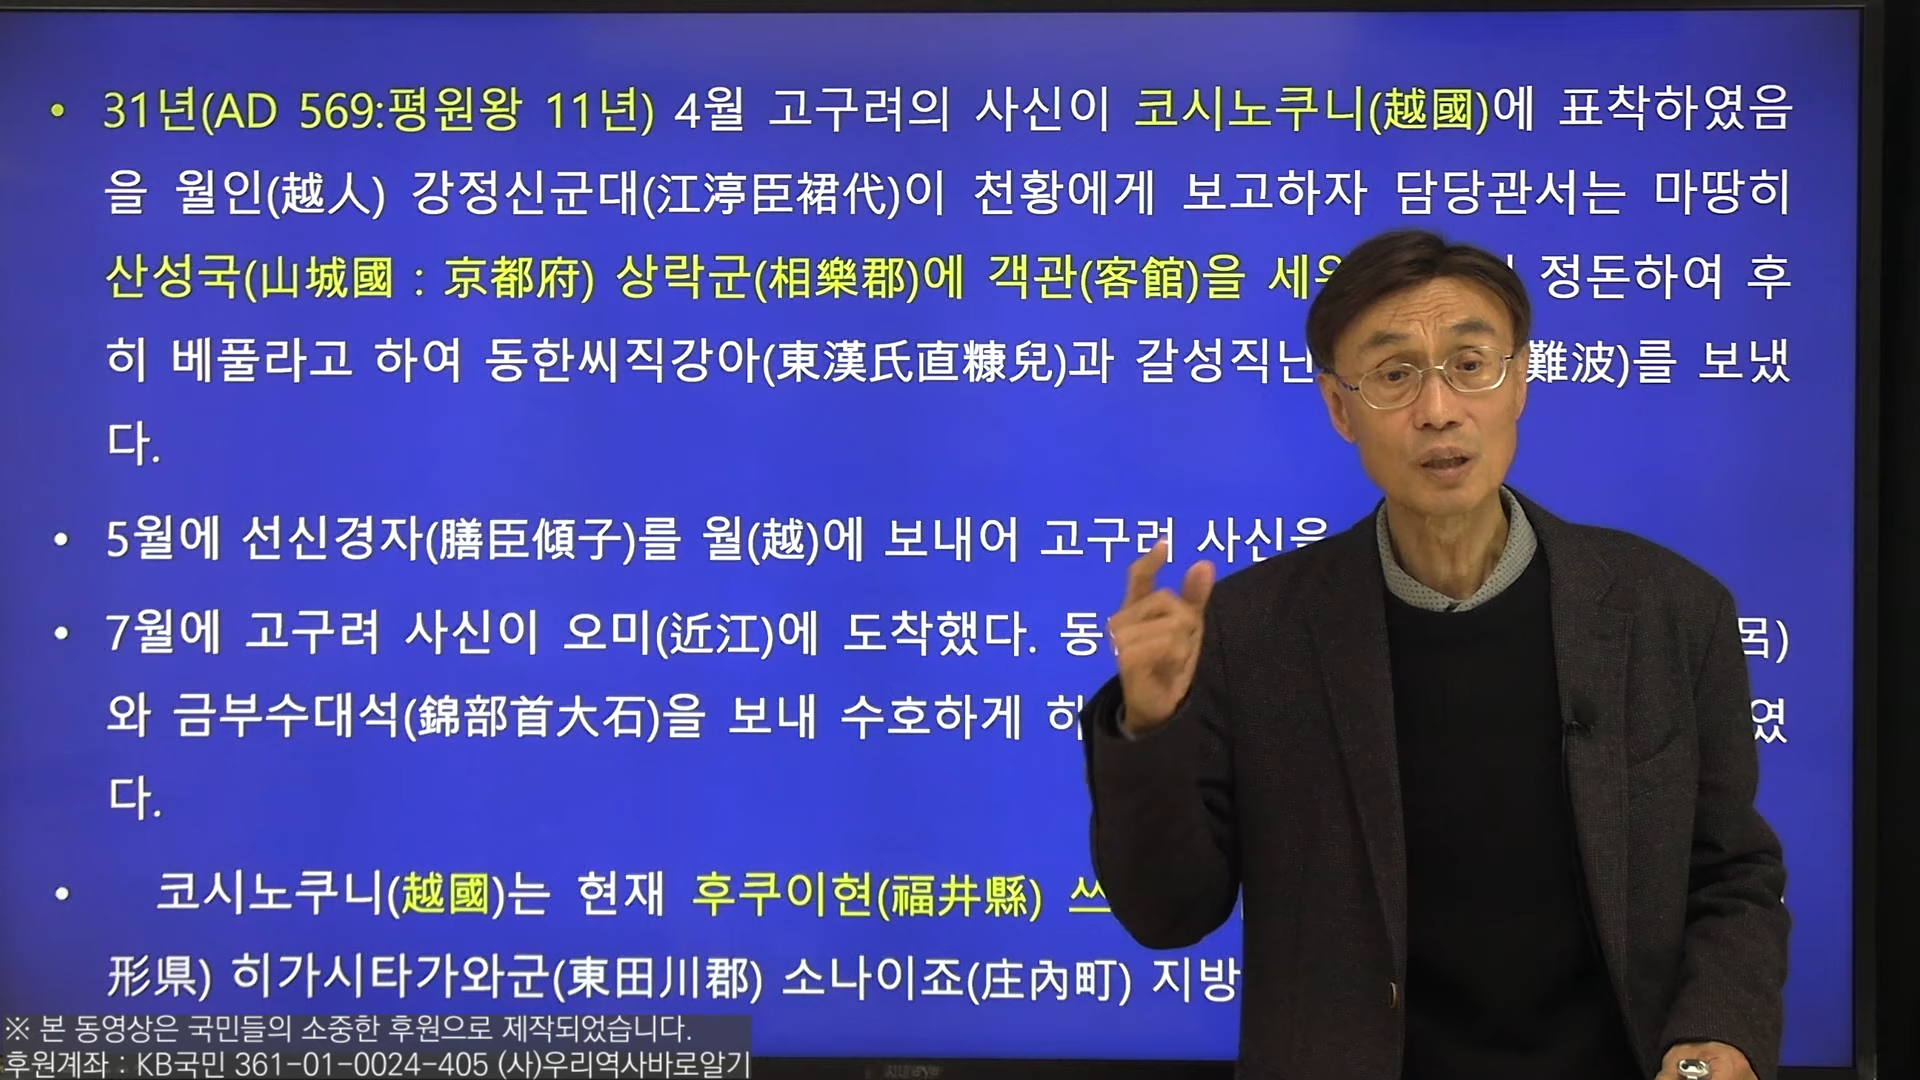 • 31년(AD 569:평원왕 11년) 4월 고구려의 사신이 코시노쿠니(越國)에 표착하였음
을 월인(越人) 강정신군대(江渟臣裙代)이 천황에게 보고하자 담당관서는 마땅히
산성국(山城國 : 京都府) 상락군(相樂郡)에 객관(客館)을 정돈하여 후
히 베풀라고 하여 동한씨직강아(東漢氏直糠兒)과 難波)를 보냈
다.
• 5월에 선신경자(膳臣傾子)를 월(越)에 보내어 고구려 사신을
• 7월에 고구려 사신이 오미(近江)에 도착했다.
와 금부수대석(錦部首大石)을 보내 수호하게 였
다.
• 코시노쿠니(越國)는 현재 후쿠이현(福井縣)
形県) 히가시타가와군(東田川郡) 소나이죠(庄內町) 지방
※ 본 동영상은 국민들의 소중한 후원으로 제작되었습니다.
후원계좌 : KB국민 361-01-0024-405 (사)우리역사바로알기